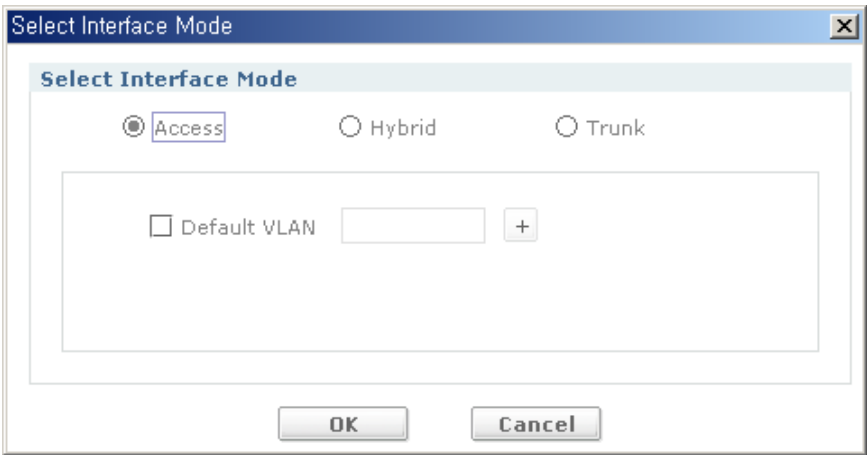 Select Interface Mode
Select Interface Mode
Access Hybrid Trunk
Default VLAN +
OK Cancel